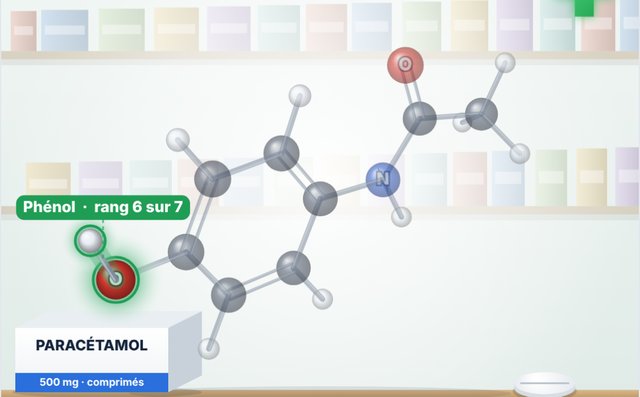 O
N
Phénol · rang 6 sur 7
O
PARACÉTAMOL
500 mg · comprimés